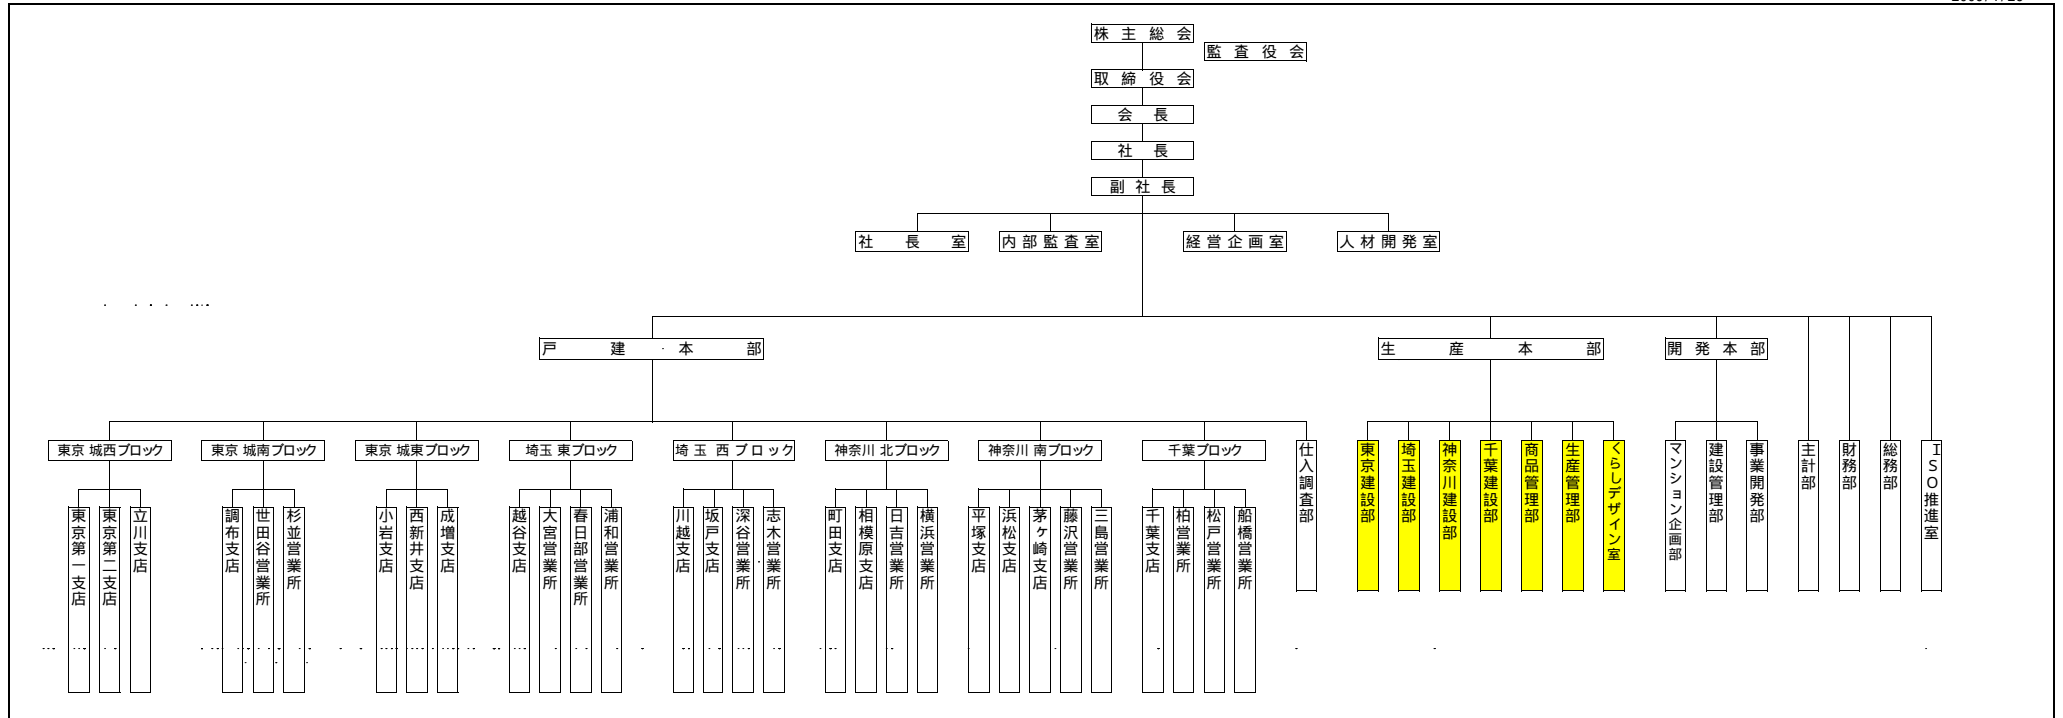 株主総会
監査役会
取締役会
会長
社長
副社長
社長室
内部監査室
経営企画室
人材開発室
戸建・本部
生産本部
開発本部
東京 城西ブロック
東京 城南ブロック
東京 城東ブロック
埼玉 東ブロック
埼玉 西ブロック
神奈川 北ブロック
神奈川 南ブロック
千葉ブロック
仕入調査部
東京建設部
埼玉建設部
神奈川建設部
千葉建設部
商品管理部
生産管理部
くらしデザイン室
マンション企画部
建設管理部
事業開発部
主計部
財務部
総務部
ＩＳＯ推進室
東京第一支店
東京第二支店
立川支店
調布支店
世田谷営業所
杉並営業所
小岩支店
西新井支店
成増支店
越谷支店
大宮営業所
春日部営業所
浦和営業所
川越支店
坂戸支店
深谷営業所
志木営業所
町田支店
相模原支店
日吉営業所
横浜営業所
平塚支店
浜松支店
茅ヶ崎支店
藤沢営業所
三島営業所
千葉支店
柏営業所
松戸営業所
船橋営業所